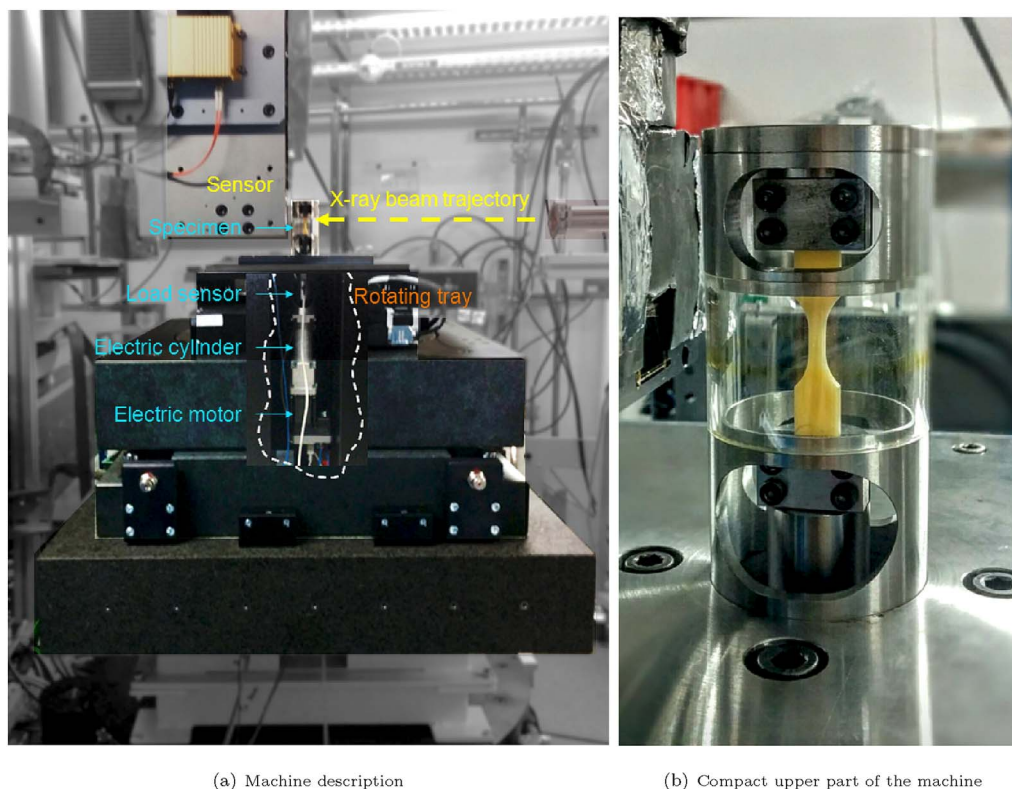 Sensor
X-ray beam trajectory
Specimen
Load sensor
Rotating tray
Electric cylinder
Electric motor
(a) Machine description
(b) Compact upper part of the machine